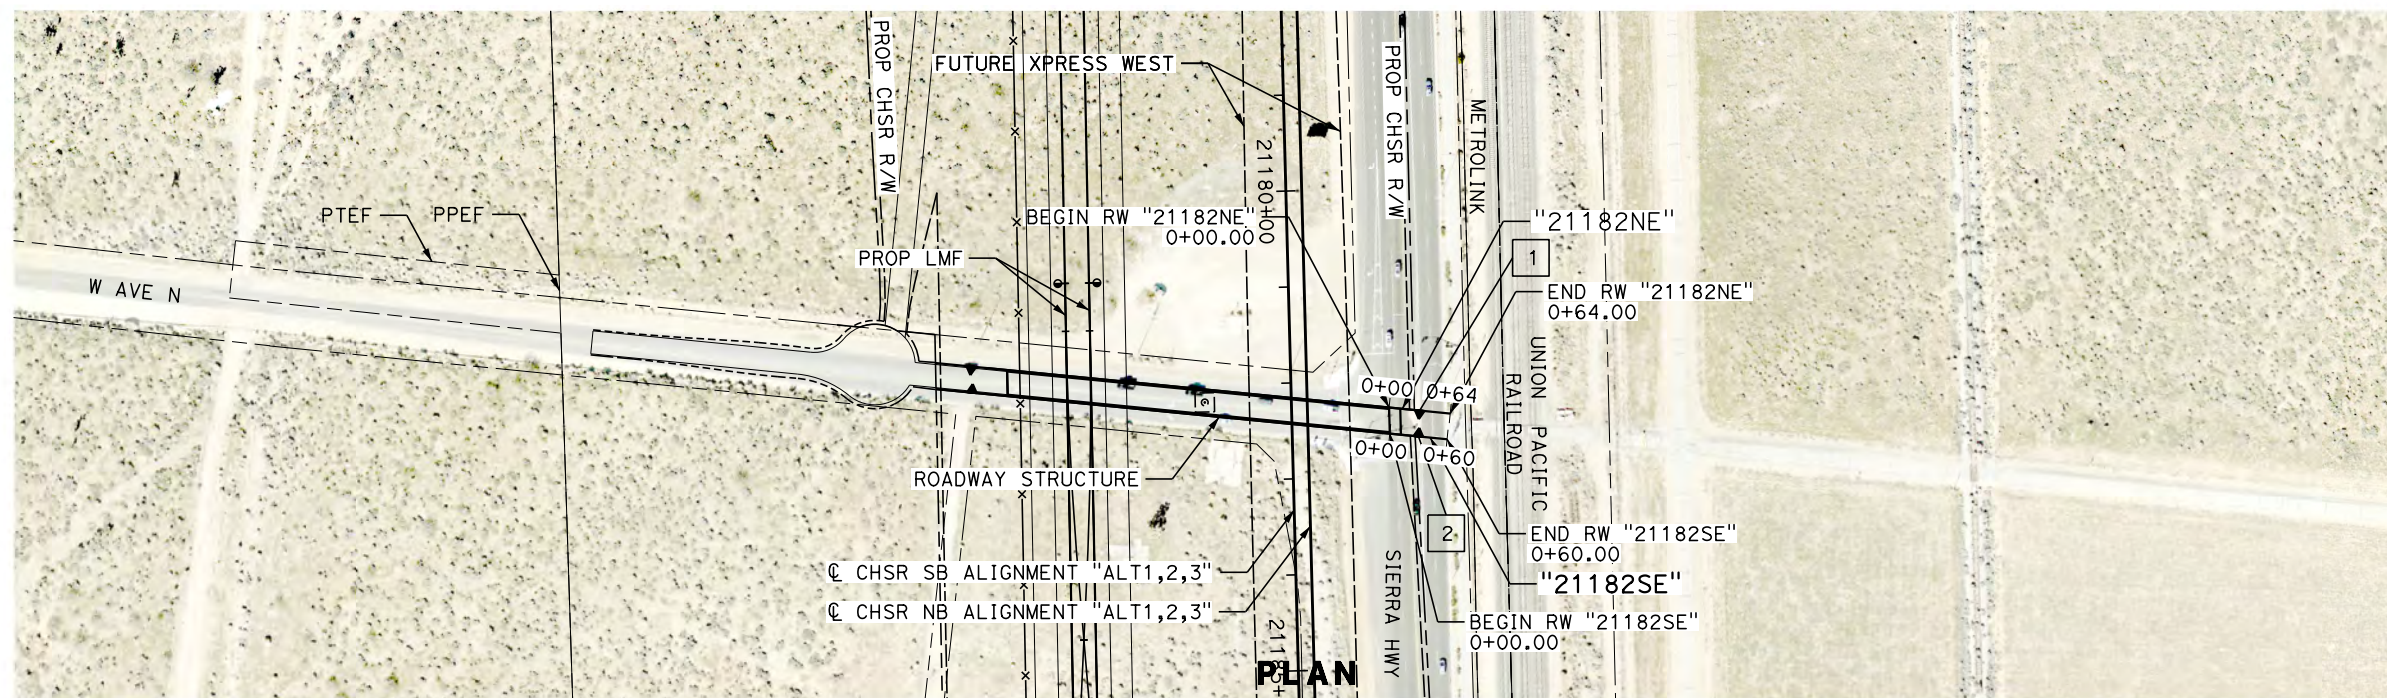 FUTURE XPRESS WEST
PROP CHSR R/W
PROP CHSR R/W
METROLINK
21180+00
PTEF
PPEF
BEGIN RW "21182NE"
0+00.00
"21182NE"
1
PROP LMF
W AVE N
END RW "21182NE"
0+64.00
UNION PACIFIC
RAILROAD
0+00
0+64
0+00
0+60
ROADWAY STRUCTURE
2
END RW "21182SE"
0+60.00
℄ CHSR SB ALIGNMENT "ALT1,2,3"
"21182SE"
℄ CHSR NB ALIGNMENT "ALT1,2,3"
SIERRA HWY
BEGIN RW "21182SE"
0+00.00
PLAN